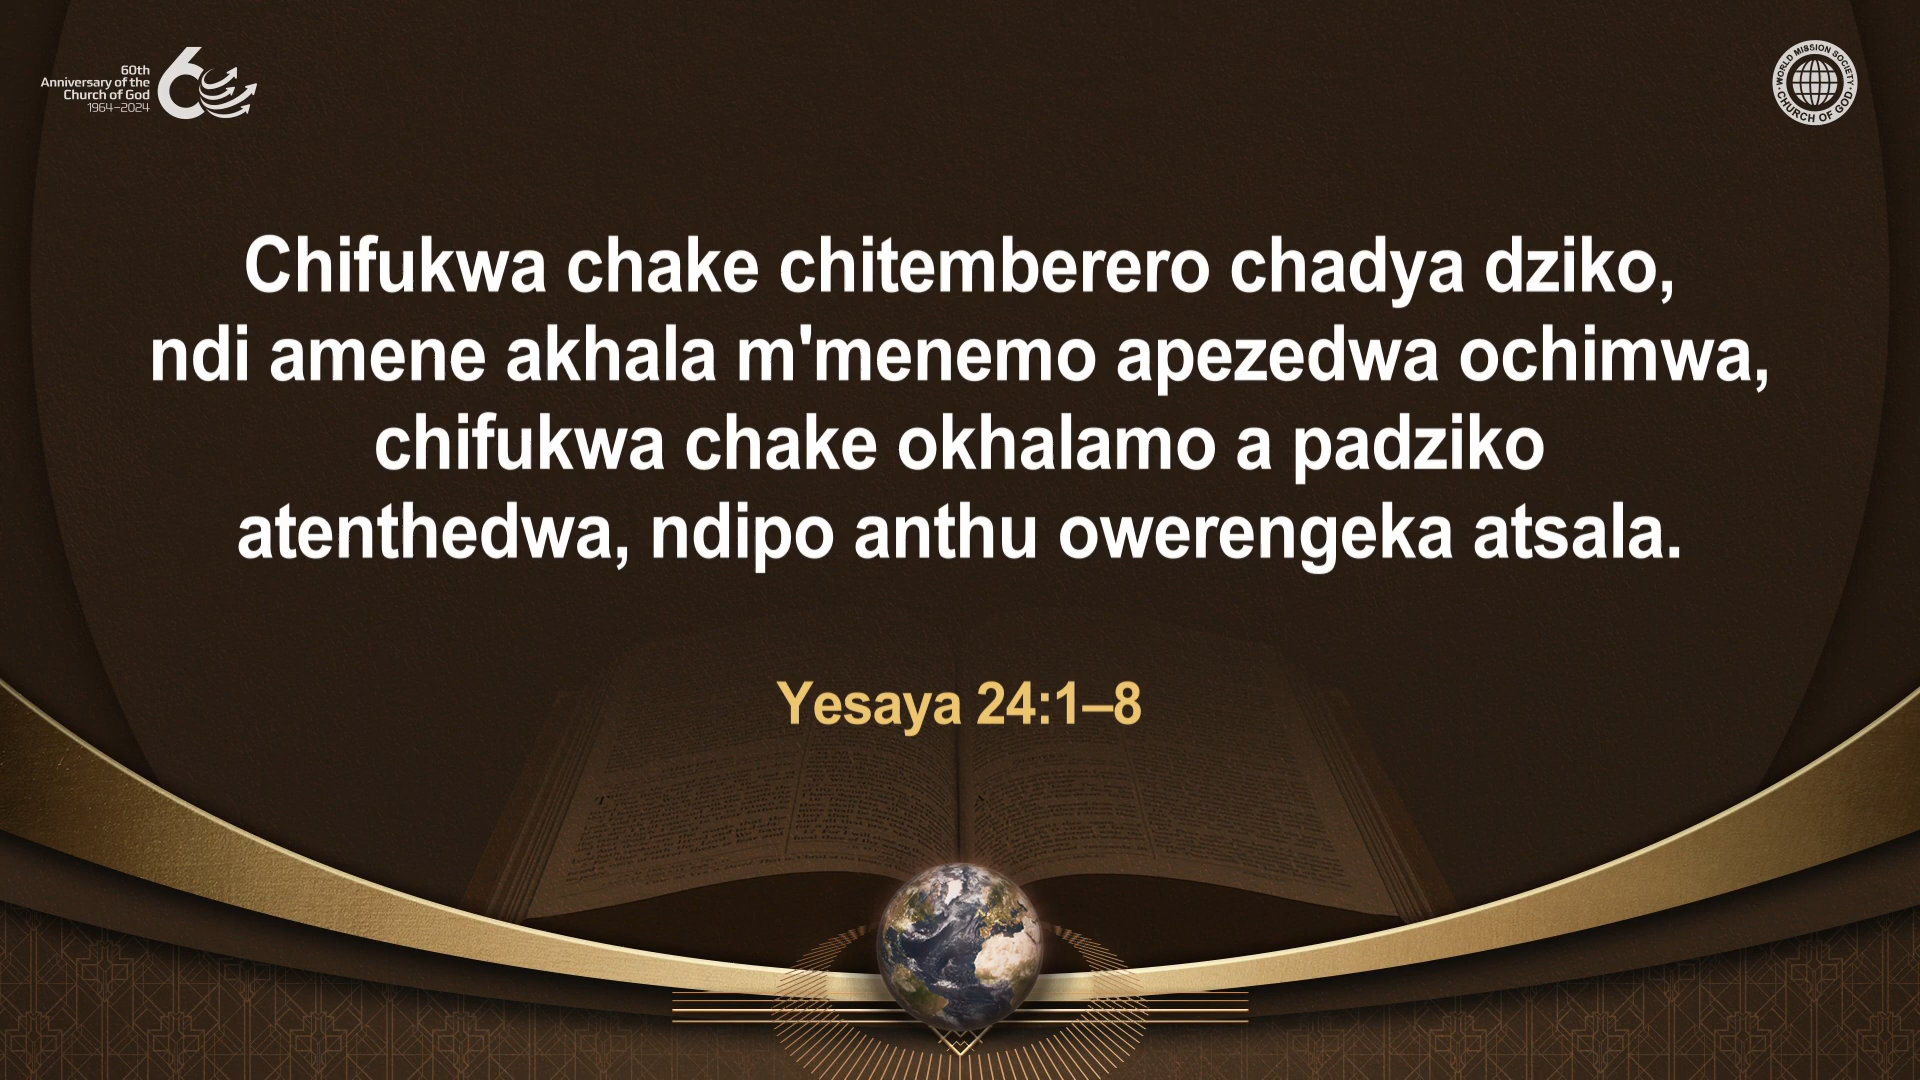 60th
Anniversary of the
Church of God
1964–2024
WORLD MISSION SOCIETY
CHURCH OF GOD
Chifukwa chake chitemberero chadya dziko,
ndi amene akhala m'menemo apezedwa ochimwa,
chifukwa chake okhalamo a padziko
atenthedwa, ndipo anthu owerengeka atsala.
Yesaya 24:1–8